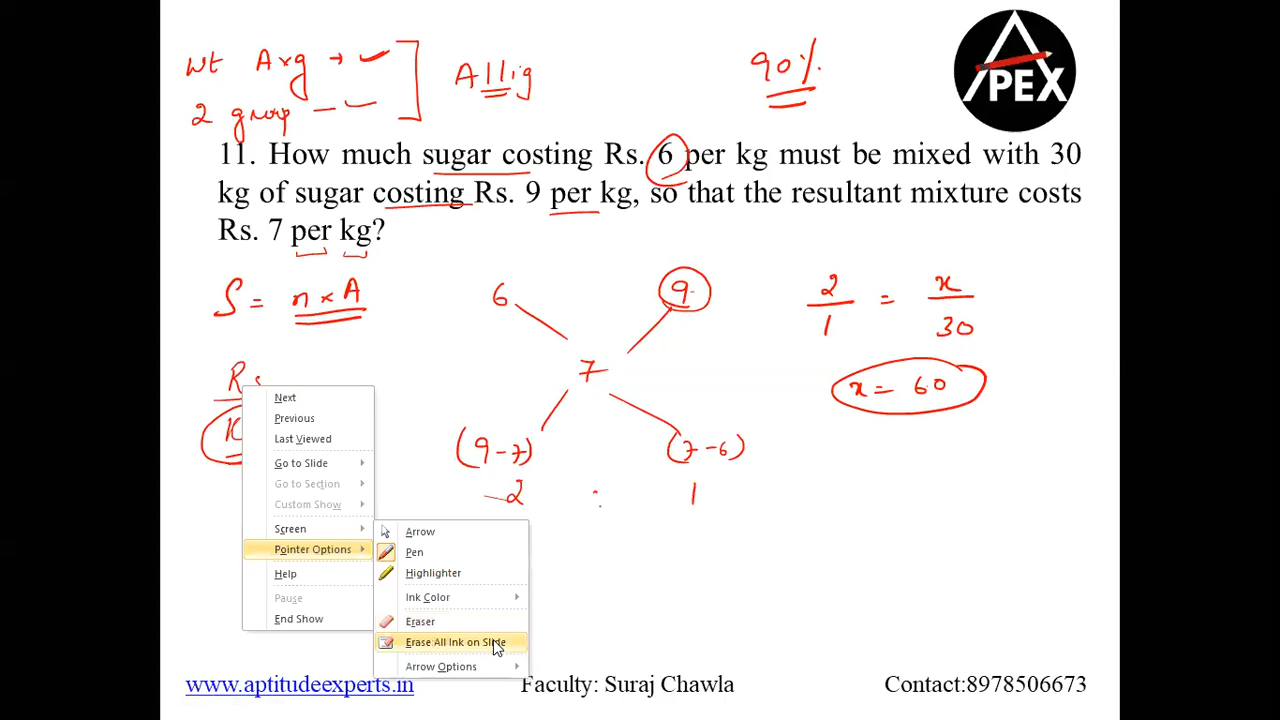 wt Avg → ✓
2 group - ✓
Allig
90%
APEX
11. How much sugar costing Rs. 6 per kg must be mixed with 30
kg of sugar costing Rs. 9 per kg, so that the resultant mixture costs
Rs. 7 per kg?
S = n × A
6 9
7
(9-7) (7-6)
2 : 1
2/1 = x/30
x = 60
Rs
Next
Previous
Last Viewed
Go to Slide
Go to Section
Custom Show
Screen
Pointer Options
Help
Pause
End Show
Arrow
Pen
Highlighter
Ink Color
Eraser
Erase All Ink on Slide
Arrow Options
www.aptitudeexperts.in Faculty: Suraj Chawla Contact:8978506673